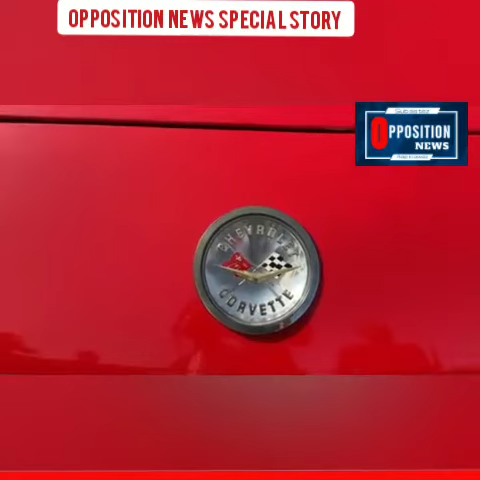 OPPOSITION NEWS SPECIAL STORY
OPPOSITION
NEWS
CHEVROLET
CORVETTE